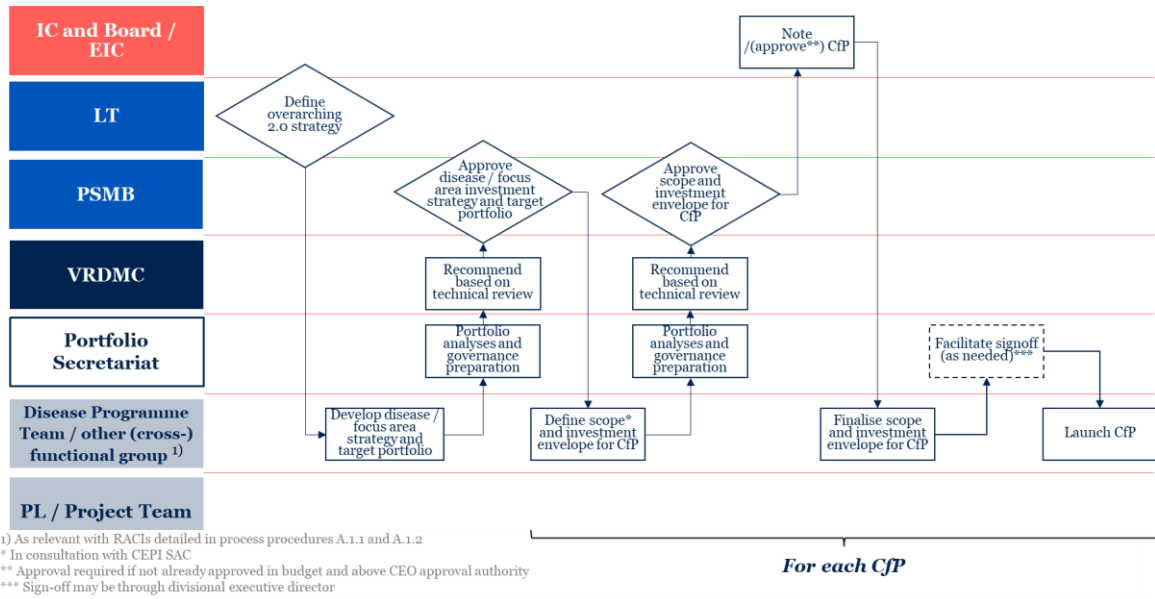 IC and Board /
EIC
Note
/(approve**) CfP
LT
Define
overarching
2.0 strategy
PSMB
Approve
disease / focus
area investment
strategy and target
portfolio
Approve
scope and
investment
envelope for
CfP
VRDMC
Recommend
based on
technical review
Recommend
based on
technical review
Portfolio
Secretariat
Portfolio
analyses and
governance
preparation
Portfolio
analyses and
governance
preparation
Facilitate signoff
(as needed)***
Disease Programme
Team / other (cross-)
functional group 1)
Develop disease /
focus area
strategy and
target portfolio
Define scope*
and investment
envelope for CfP
Finalise scope
and investment
envelope for CfP
Launch CfP
PL / Project Team
1) As relevant with RACIs detailed in process procedures A.1.1 and A.1.2
* In consultation with CEPI SAC
** Approval required if not already approved in budget and above CEO approval authority
*** Sign-off may be through divisional executive director
For each CfP